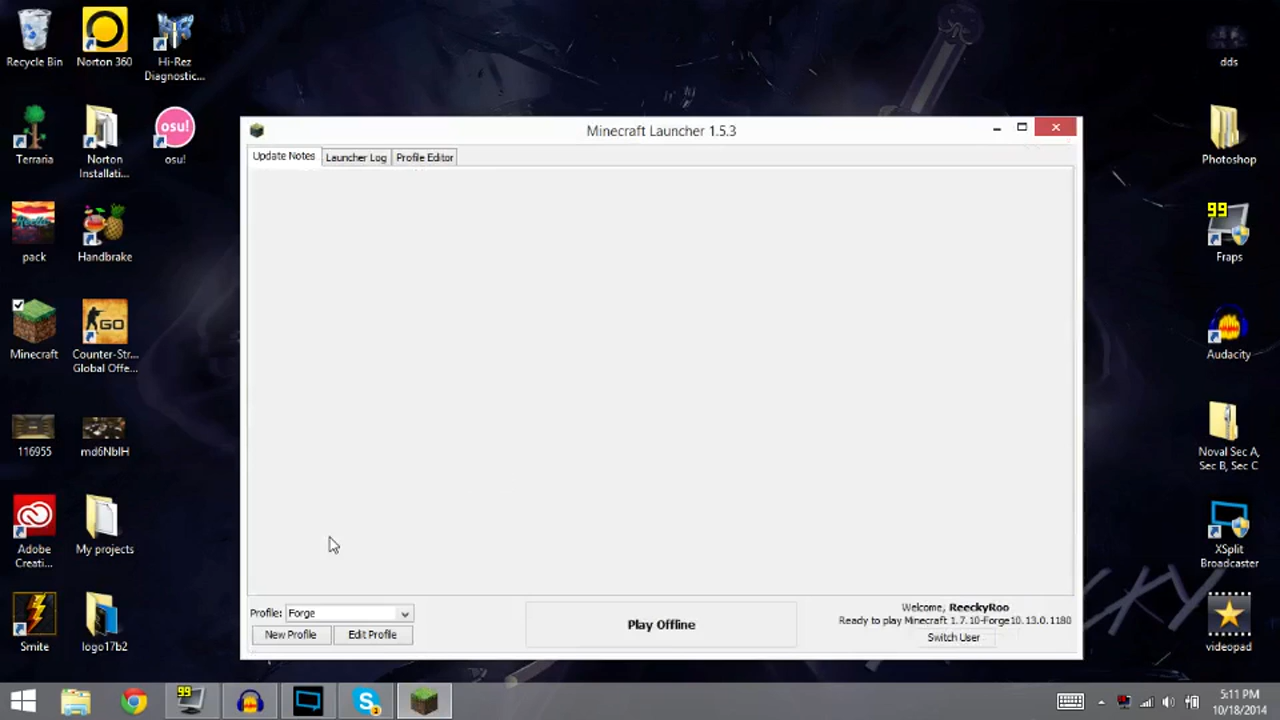 Recycle Bin
Norton 360
Hi-Rez
Diagnostic...
dds
Terraria
Norton
Installati...
osu!
osu!
Photoshop
pack
Handbrake
99
Fraps
Minecraft
GO
Counter-Str...
Global Offe...
Audacity
116955
md6NbIH
Noval Sec A,
Sec B, Sec C
Adobe
Creati...
My projects
XSplit
Broadcaster
Smite
logo17b2
videopad
Minecraft Launcher 1.5.3
Update Notes
Launcher Log
Profile Editor
Profile:
Forge
New Profile
Edit Profile
Play Offline
Welcome, ReeckyRoo
Ready to play Minecraft 1.7.10-Forge10.13.0.1180
Switch User
99
5:11 PM
10/18/2014